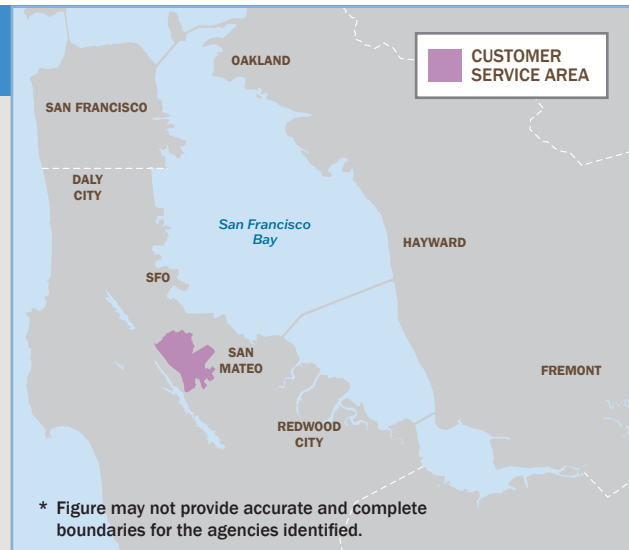 OAKLAND
CUSTOMER
SERVICE AREA
SAN FRANCISCO
DALY
CITY
San Francisco
Bay
HAYWARD
SFO
SAN
MATEO
FREMONT
REDWOOD
CITY
* Figure may not provide accurate and complete
boundaries for the agencies identified.